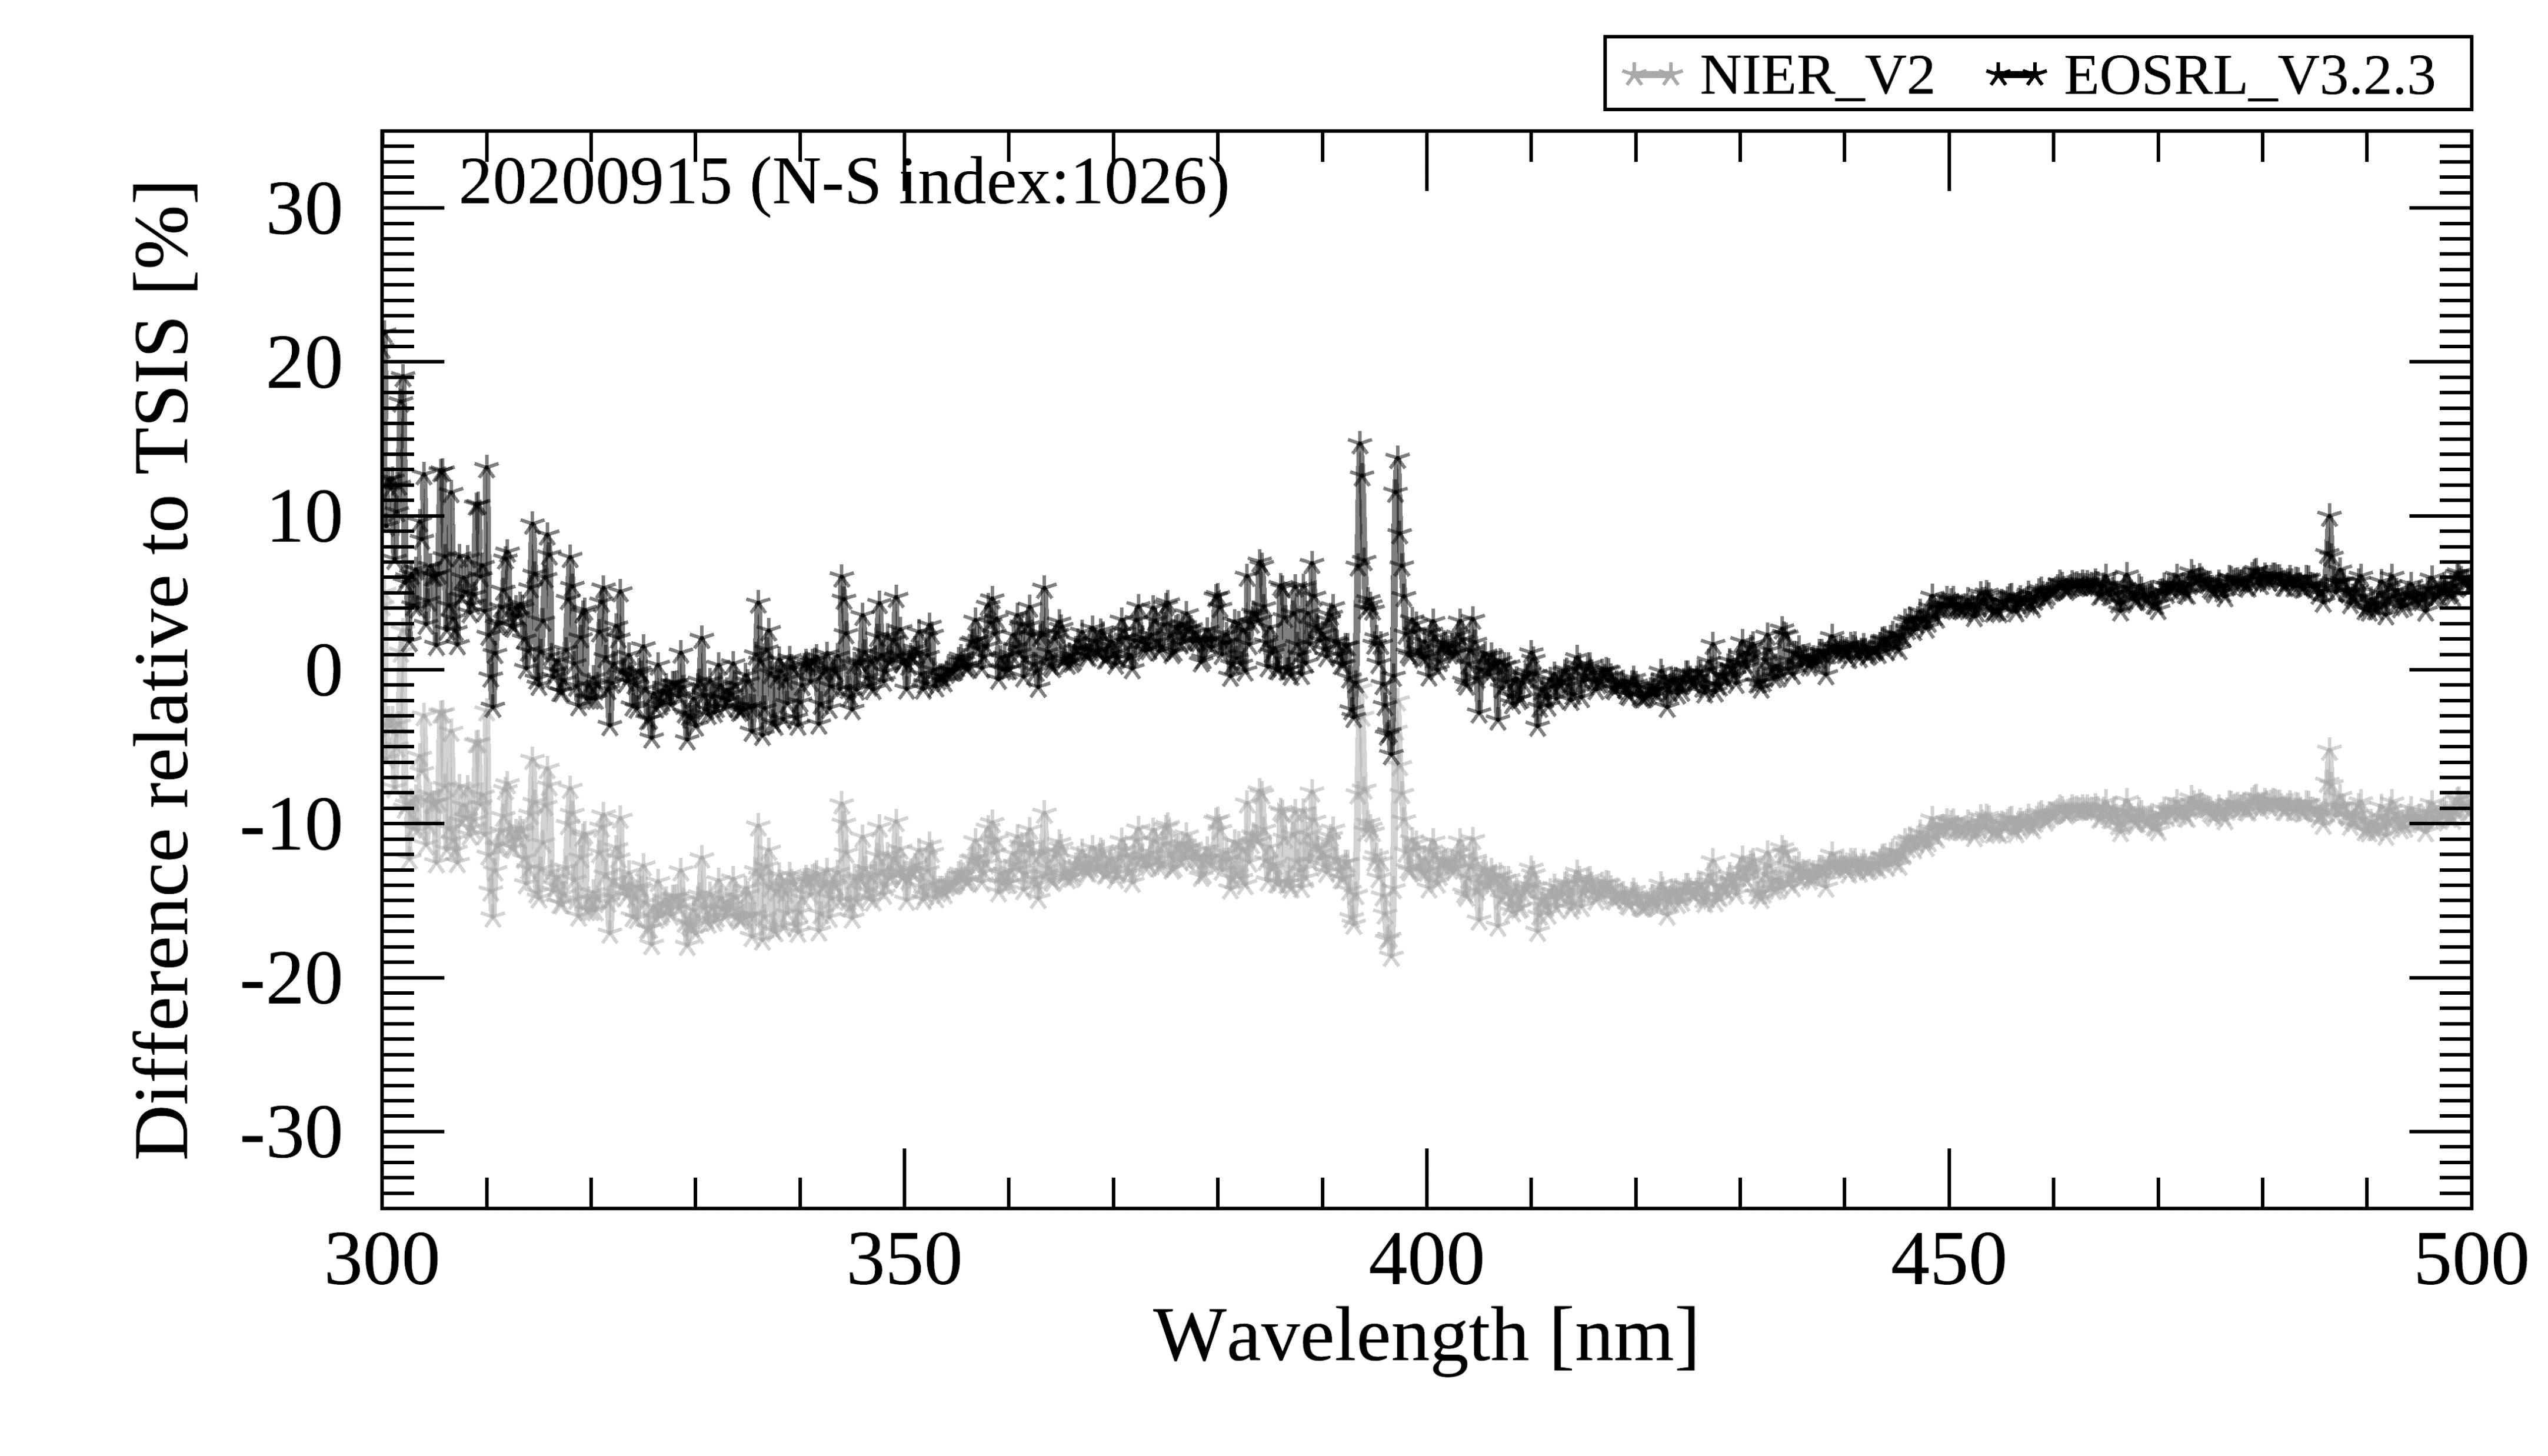 NIER_V2 EOSRL_V3.2.3
20200915 (N-S index:1026)
Difference relative to TSIS [%]
30
20
10
0
-10
-20
-30
300 350 400 450 500
Wavelength [nm]